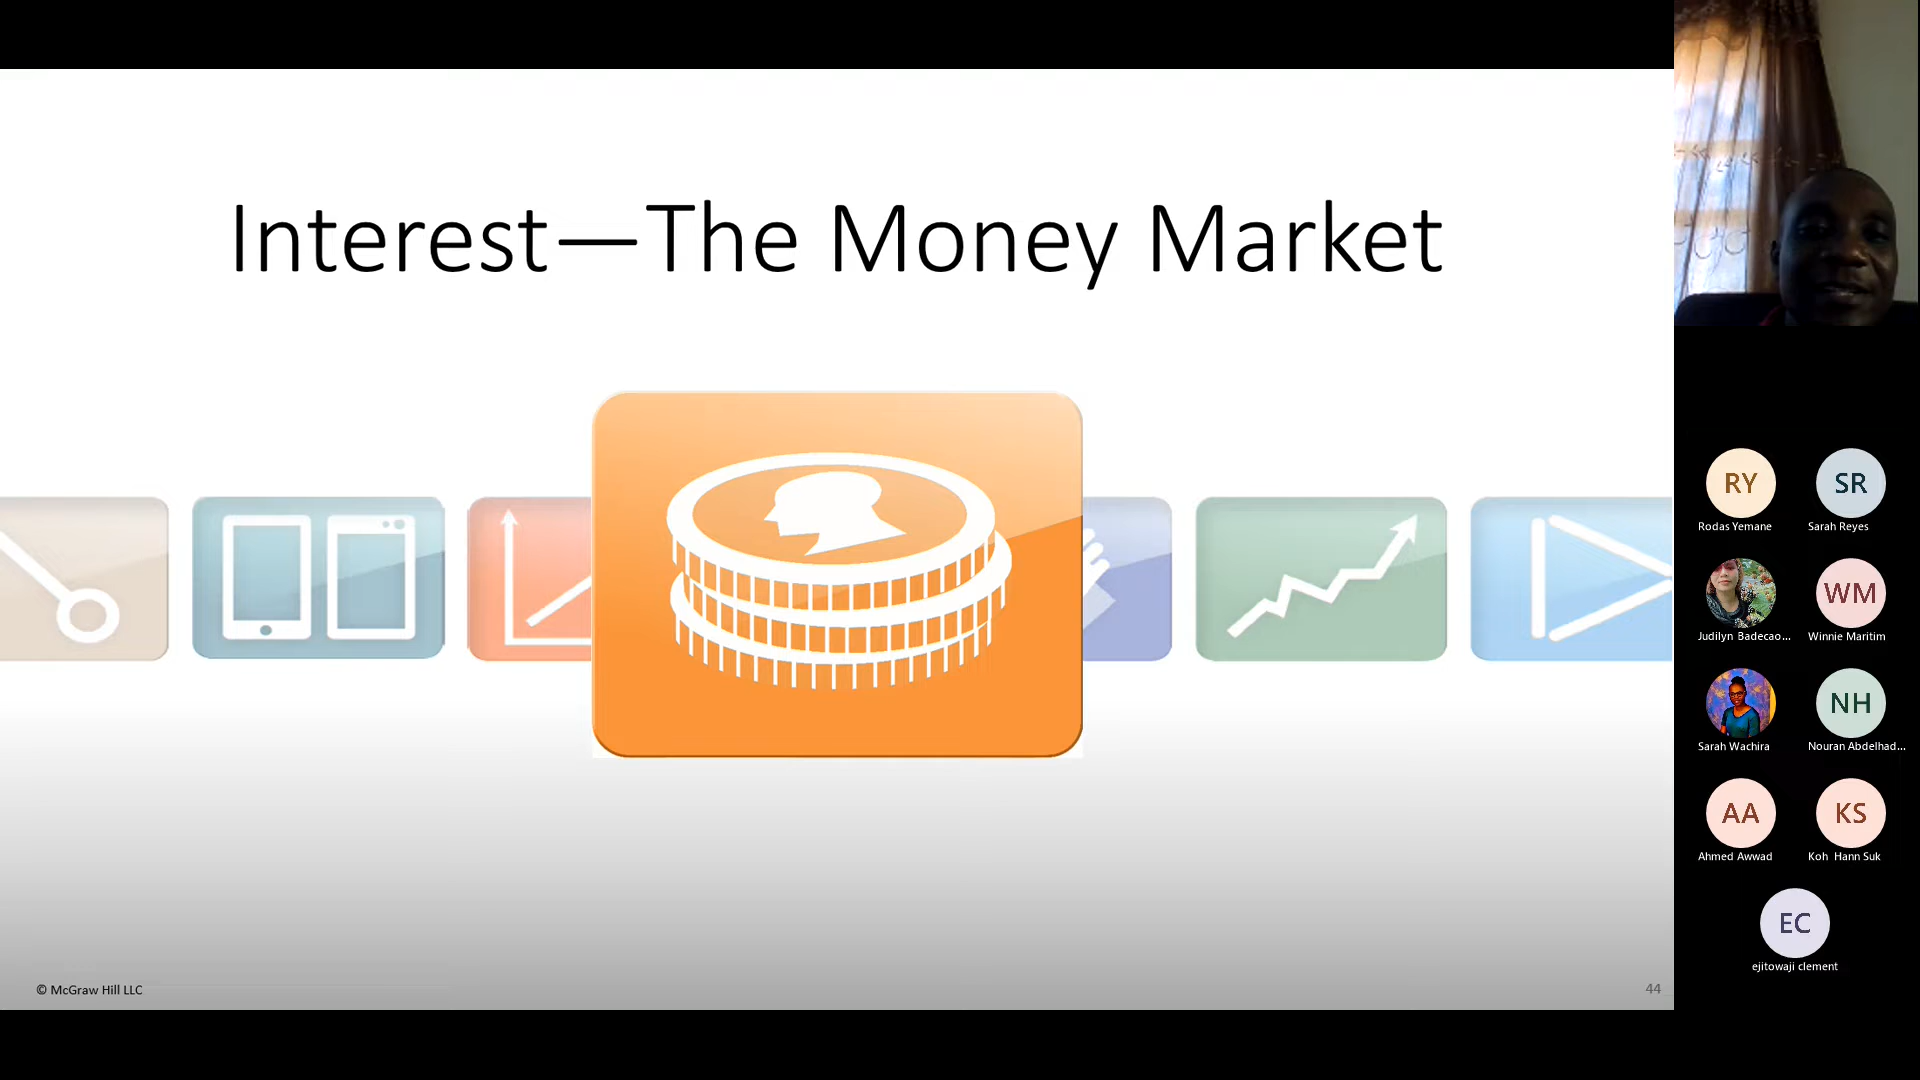 Interest—The Money Market
© McGraw Hill LLC
44
RY
SR
Rodas Yemane
Sarah Reyes
WM
Judilyn Badecao...
Winnie Maritim
NH
Sarah Wachira
Nouran Abdelhad...
AA
KS
Ahmed Awwad
Koh Hann Suk
EC
ejitowaji clement